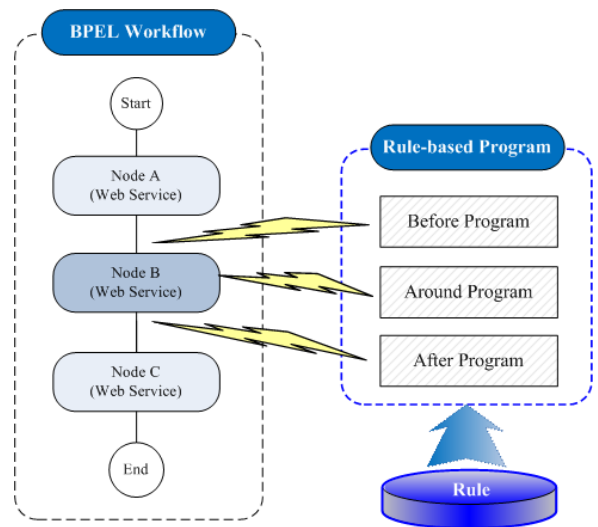 BPEL Workflow
Start
Node A
(Web Service)
Node B
(Web Service)
Node C
(Web Service)
End
Rule-based Program
Before Program
Around Program
After Program
Rule